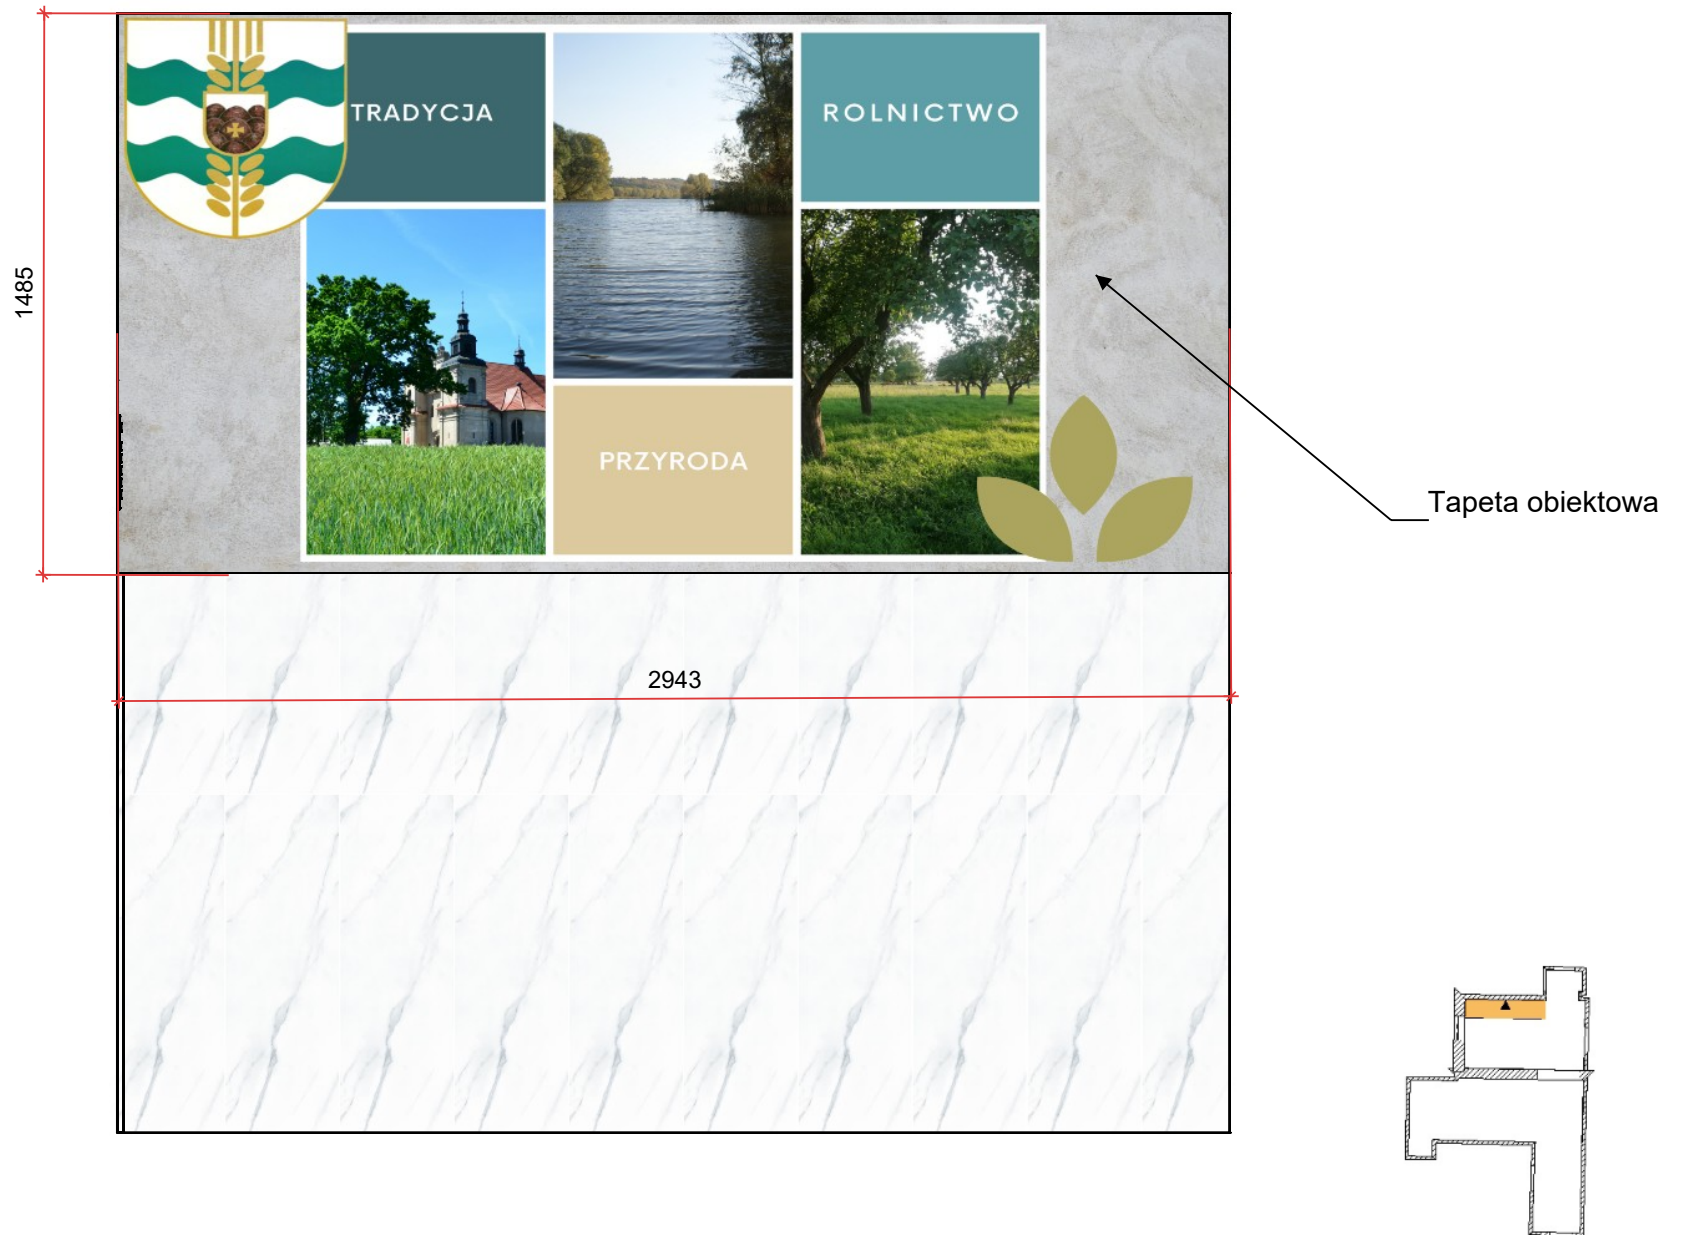 TRADYCJA
ROLNICTWO
1485
PRZYRODA
Tapeta obiektowa
2943